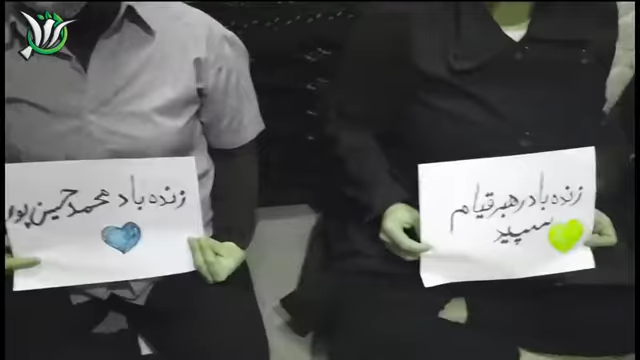 زنده باد محمد حسین پور
زنده باد رهبر قیام
سپید